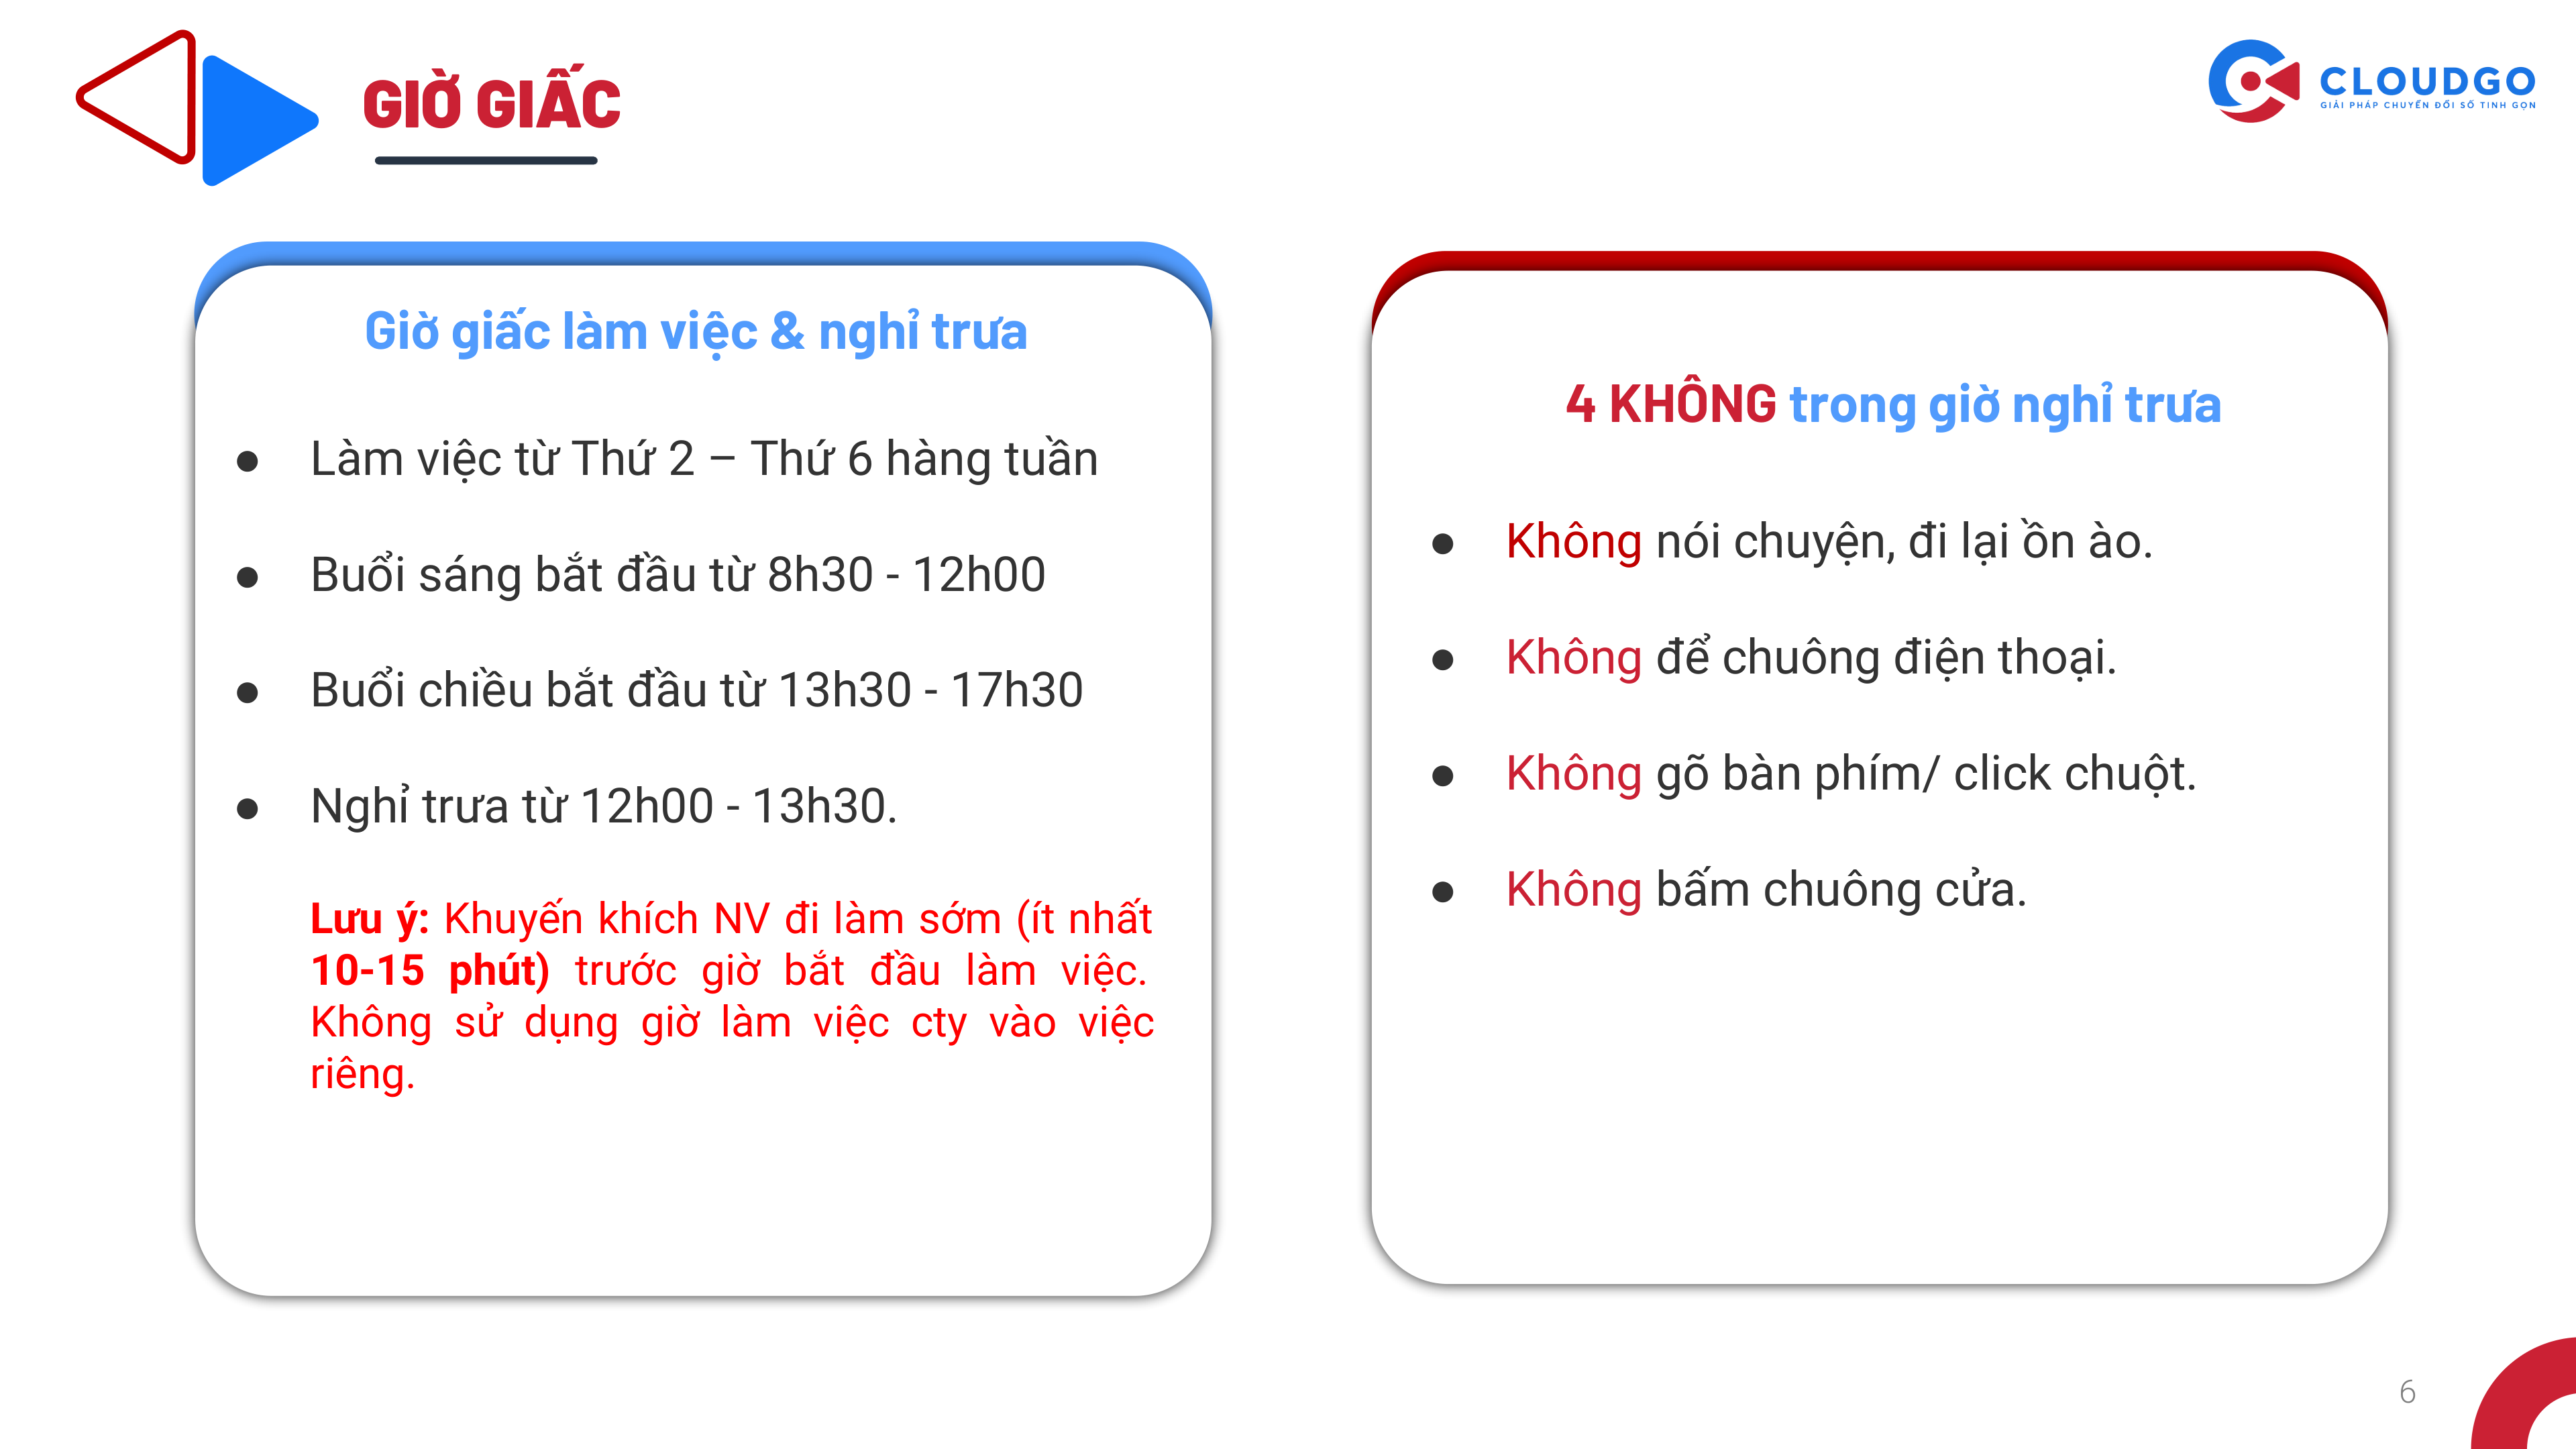 GIỜ GIẤC
CLOUDGO
GIẢI PHÁP CHUYỂN ĐỔI SỐ TINH GỌN
Giờ giấc làm việc & nghỉ trưa
● Làm việc từ Thứ 2 – Thứ 6 hàng tuần
● Buổi sáng bắt đầu từ 8h30 - 12h00
● Buổi chiều bắt đầu từ 13h30 - 17h30
● Nghỉ trưa từ 12h00 - 13h30.
Lưu ý: Khuyến khích NV đi làm sớm (ít nhất
10-15 phút) trước giờ bắt đầu làm việc.
Không sử dụng giờ làm việc cty vào việc
riêng.
4 KHÔNG trong giờ nghỉ trưa
● Không nói chuyện, đi lại ồn ào.
● Không để chuông điện thoại.
● Không gõ bàn phím/ click chuột.
● Không bấm chuông cửa.
6